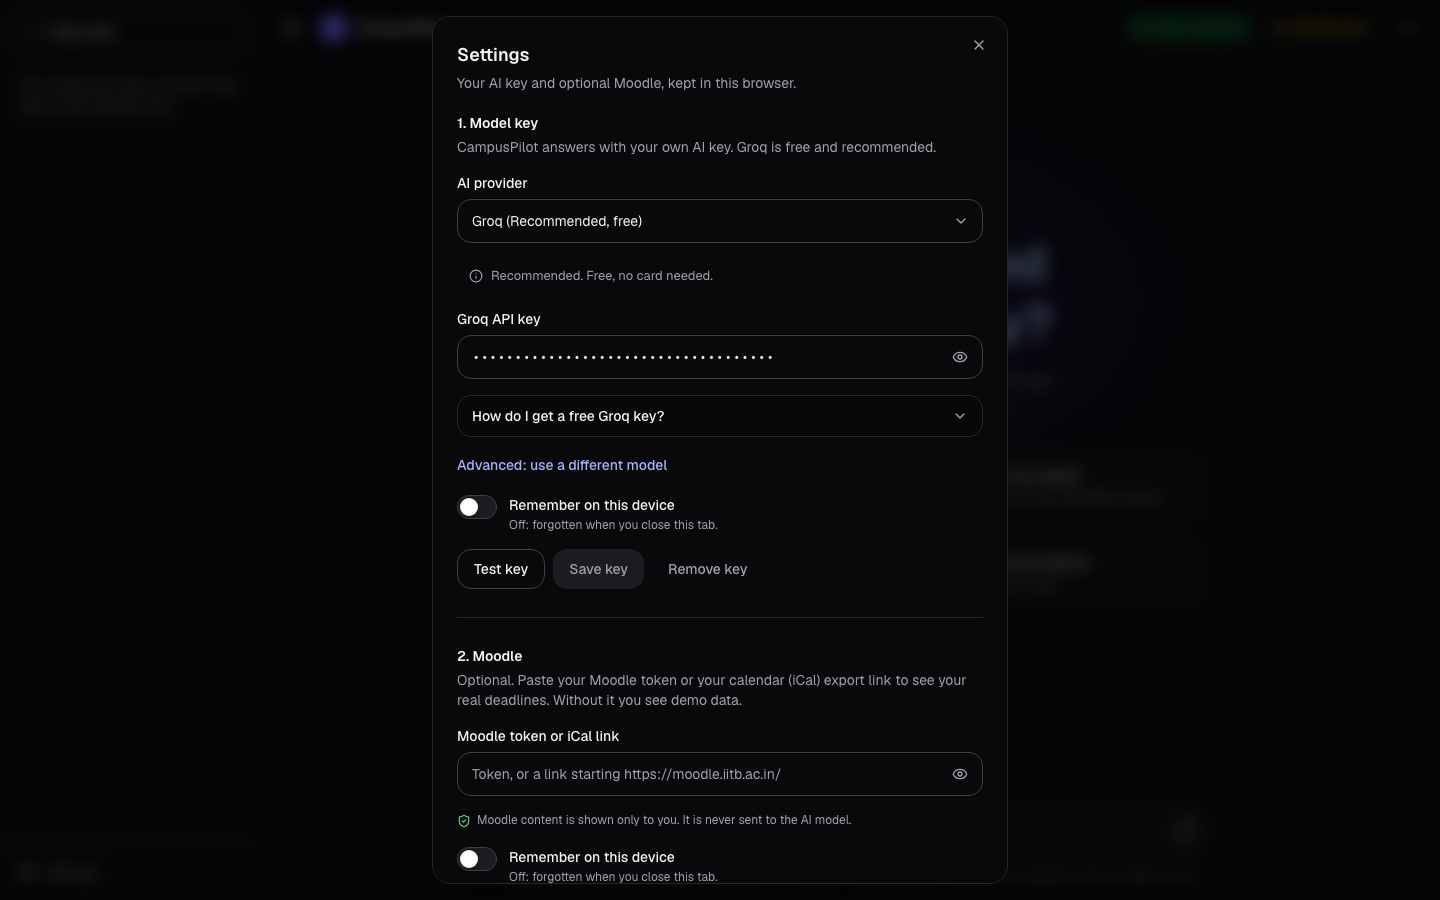 Settings
Your AI key and optional Moodle, kept in this browser.
1. Model key
CampusPilot answers with your own AI key. Groq is free and recommended.
AI provider
Groq (Recommended, free)
Recommended. Free, no card needed.
Groq API key
••••••••••••••••••••••••••••••••••••
How do I get a free Groq key?
Advanced: use a different model
Remember on this device
Off: forgotten when you close this tab.
Test key Save key Remove key
2. Moodle
Optional. Paste your Moodle token or your calendar (iCal) export link to see your
real deadlines. Without it you see demo data.
Moodle token or iCal link
Token, or a link starting https://moodle.iitb.ac.in/
Moodle content is shown only to you. It is never sent to the AI model.
Remember on this device
Off: forgotten when you close this tab.